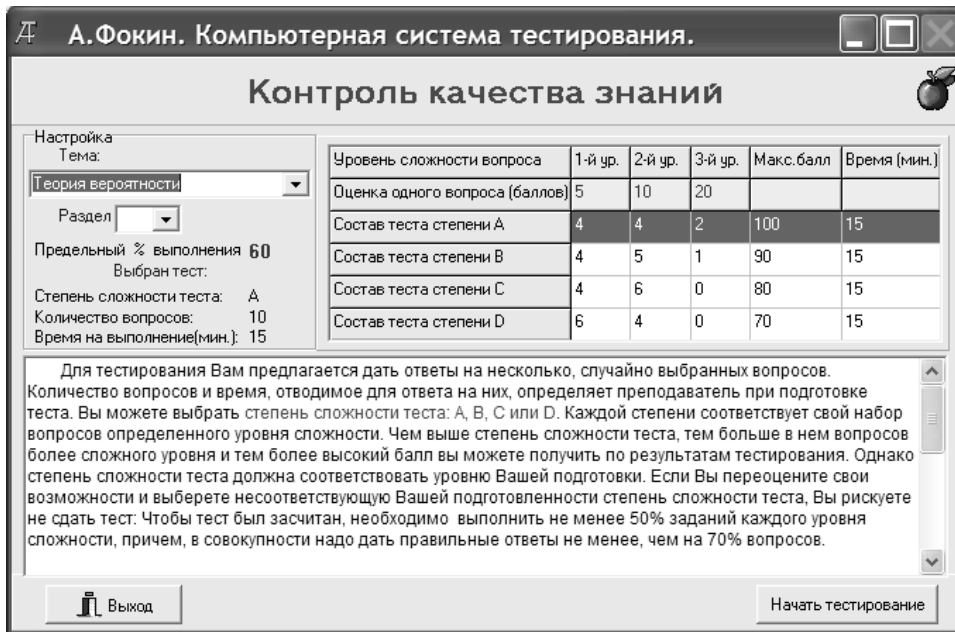 А.Фокин. Компьютерная система тестирования.
Контроль качества знаний
Настройка
Тема:
Теория вероятности
Раздел
Предельный % выполнения 60
Выбран тест:
Степень сложности теста: A
Количество вопросов: 10
Время на выполнение(мин.): 15
Уровень сложности вопроса 1-й ур. 2-й ур. 3-й ур. Макс.балл Время (мин.)
Оценка одного вопроса (баллов) 5 10 20
Состав теста степени A 4 4 2 100 15
Состав теста степени B 4 5 1 90 15
Состав теста степени C 4 6 0 80 15
Состав теста степени D 6 4 0 70 15
Для тестирования Вам предлагается дать ответы на несколько, случайно выбранных вопросов.
Количество вопросов и время, отводимое для ответа на них, определяет преподаватель при подготовке
теста. Вы можете выбрать степень сложности теста: A, B, C или D. Каждой степени соответствует свой набор
вопросов определенного уровня сложности. Чем выше степень сложности теста, тем больше в нем вопросов
более сложного уровня и тем более высокий балл вы можете получить по результатам тестирования. Однако
степень сложности теста должна соответствовать уровню Вашей подготовки. Если Вы переоцените свои
возможности и выберете несоответствующую Вашей подготовленности степень сложности теста, Вы рискуете
не сдать тест: Чтобы тест был засчитан, необходимо выполнить не менее 50% заданий каждого уровня
сложности, причем, в совокупности надо дать правильные ответы не менее, чем на 70% вопросов.
Выход
Начать тестирование